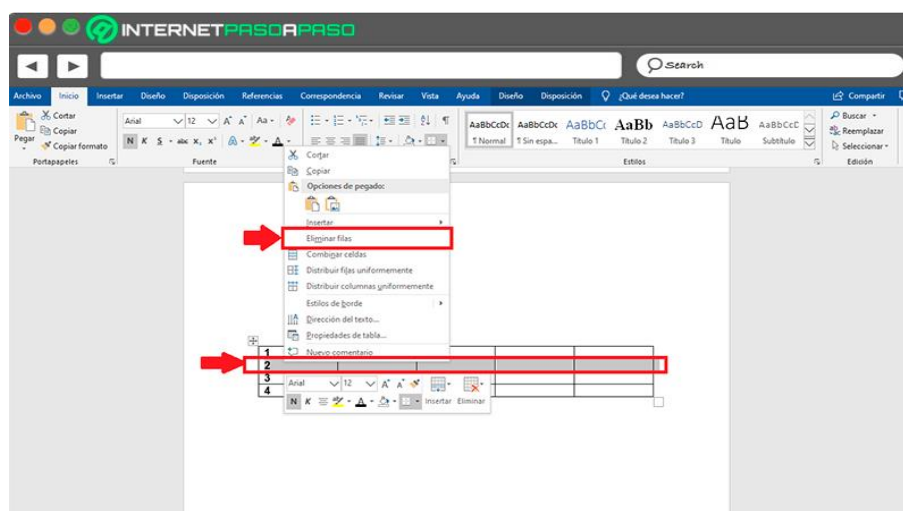 INTERNETPASOAPASO
Search
Archivo Inicio Insertar Diseño Disposición Referencias Correspondencia Revisar Vista Ayuda Diseño Disposición ¿Qué desea hacer? Compartir
Pegar
Cortar
Copiar
Copiar formato
Portapapeles
Arial 12 A A Aa
N K S abc x, x² A A
Fuente
AaBbCcDc AaBbCcDc AaBbCc AaBb AaBbCcD AaB AaBbCcC
¶ Normal ¶ Sin espa... Título 1 Título 2 Título 3 Título Subtítulo
Estilos
Buscar
Reemplazar
Seleccionar
Edición
Cortar
Copiar
Opciones de pegado:
Insertar
Eliminar filas
Combinar celdas
Distribuir filas uniformemente
Distribuir columnas uniformemente
Estilos de borde
Dirección del texto...
Propiedades de tabla...
Nuevo comentario
1
2
3
4
Arial 12 A A
N K A Insertar Eliminar